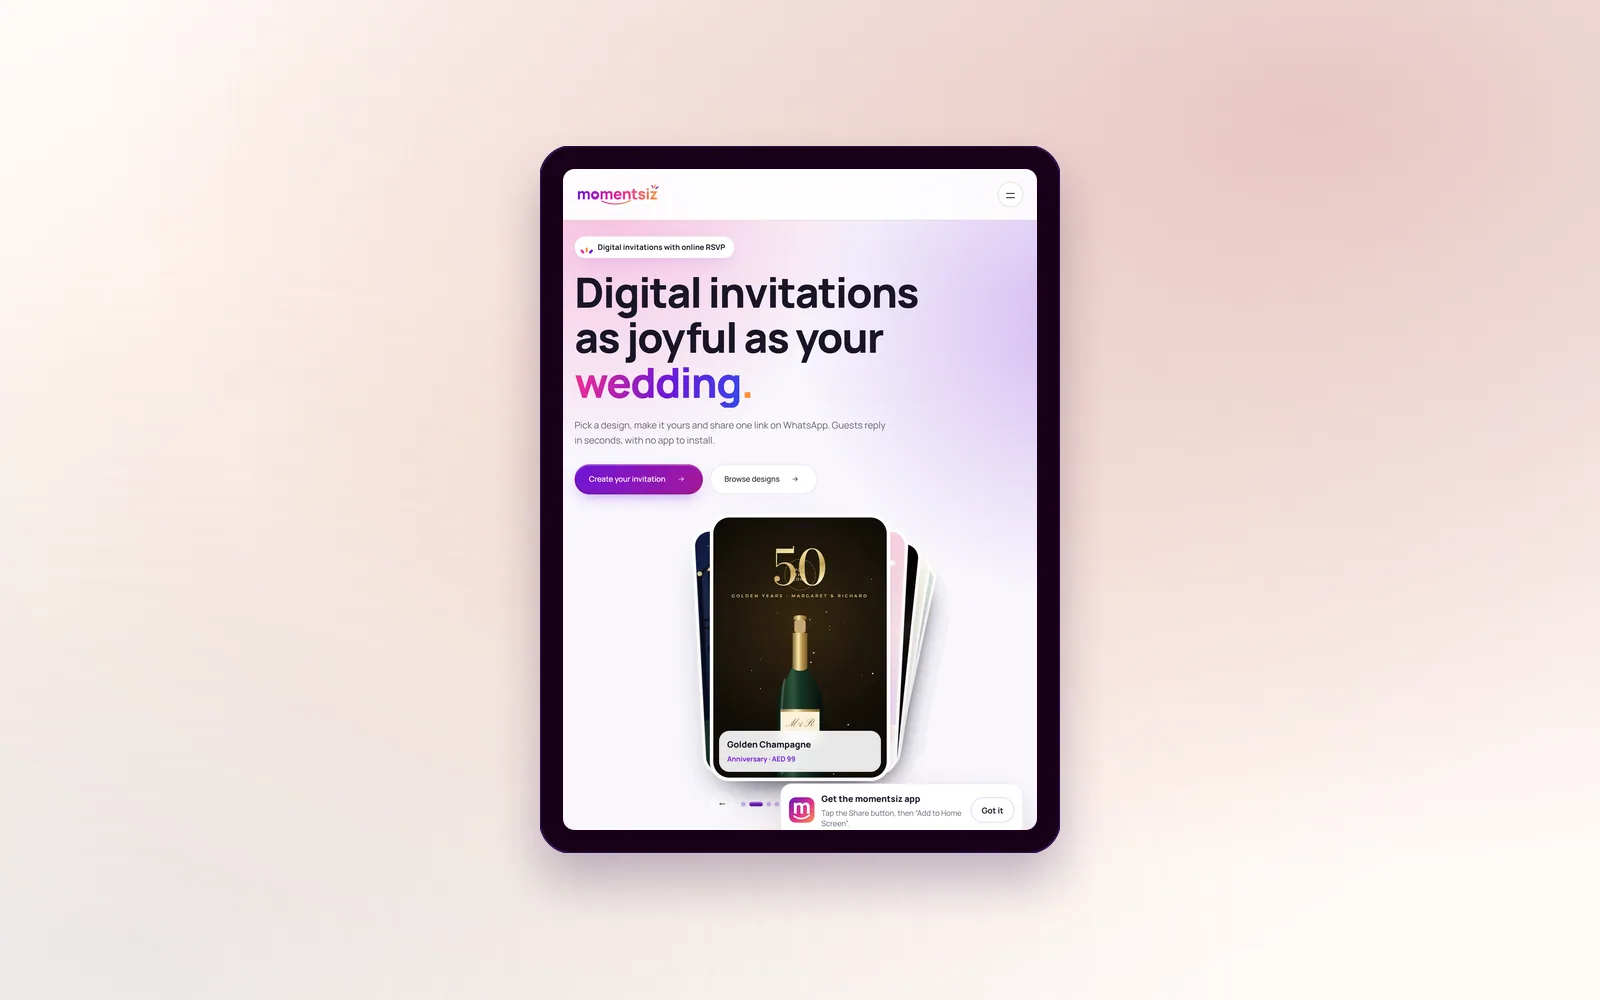 momentsiz
Digital invitations with online RSVP
Digital invitations
as joyful as your
wedding.
Pick a design, make it yours and share one link on WhatsApp. Guests reply
in seconds, with no app to install.
Create your invitation →
Browse designs →
50
GOLDEN YEARS · MARGARET & RICHARD
M & R
Golden Champagne
Anniversary · AED 99
←
m
Get the momentsiz app
Tap the Share button, then "Add to Home
Screen".
Got it